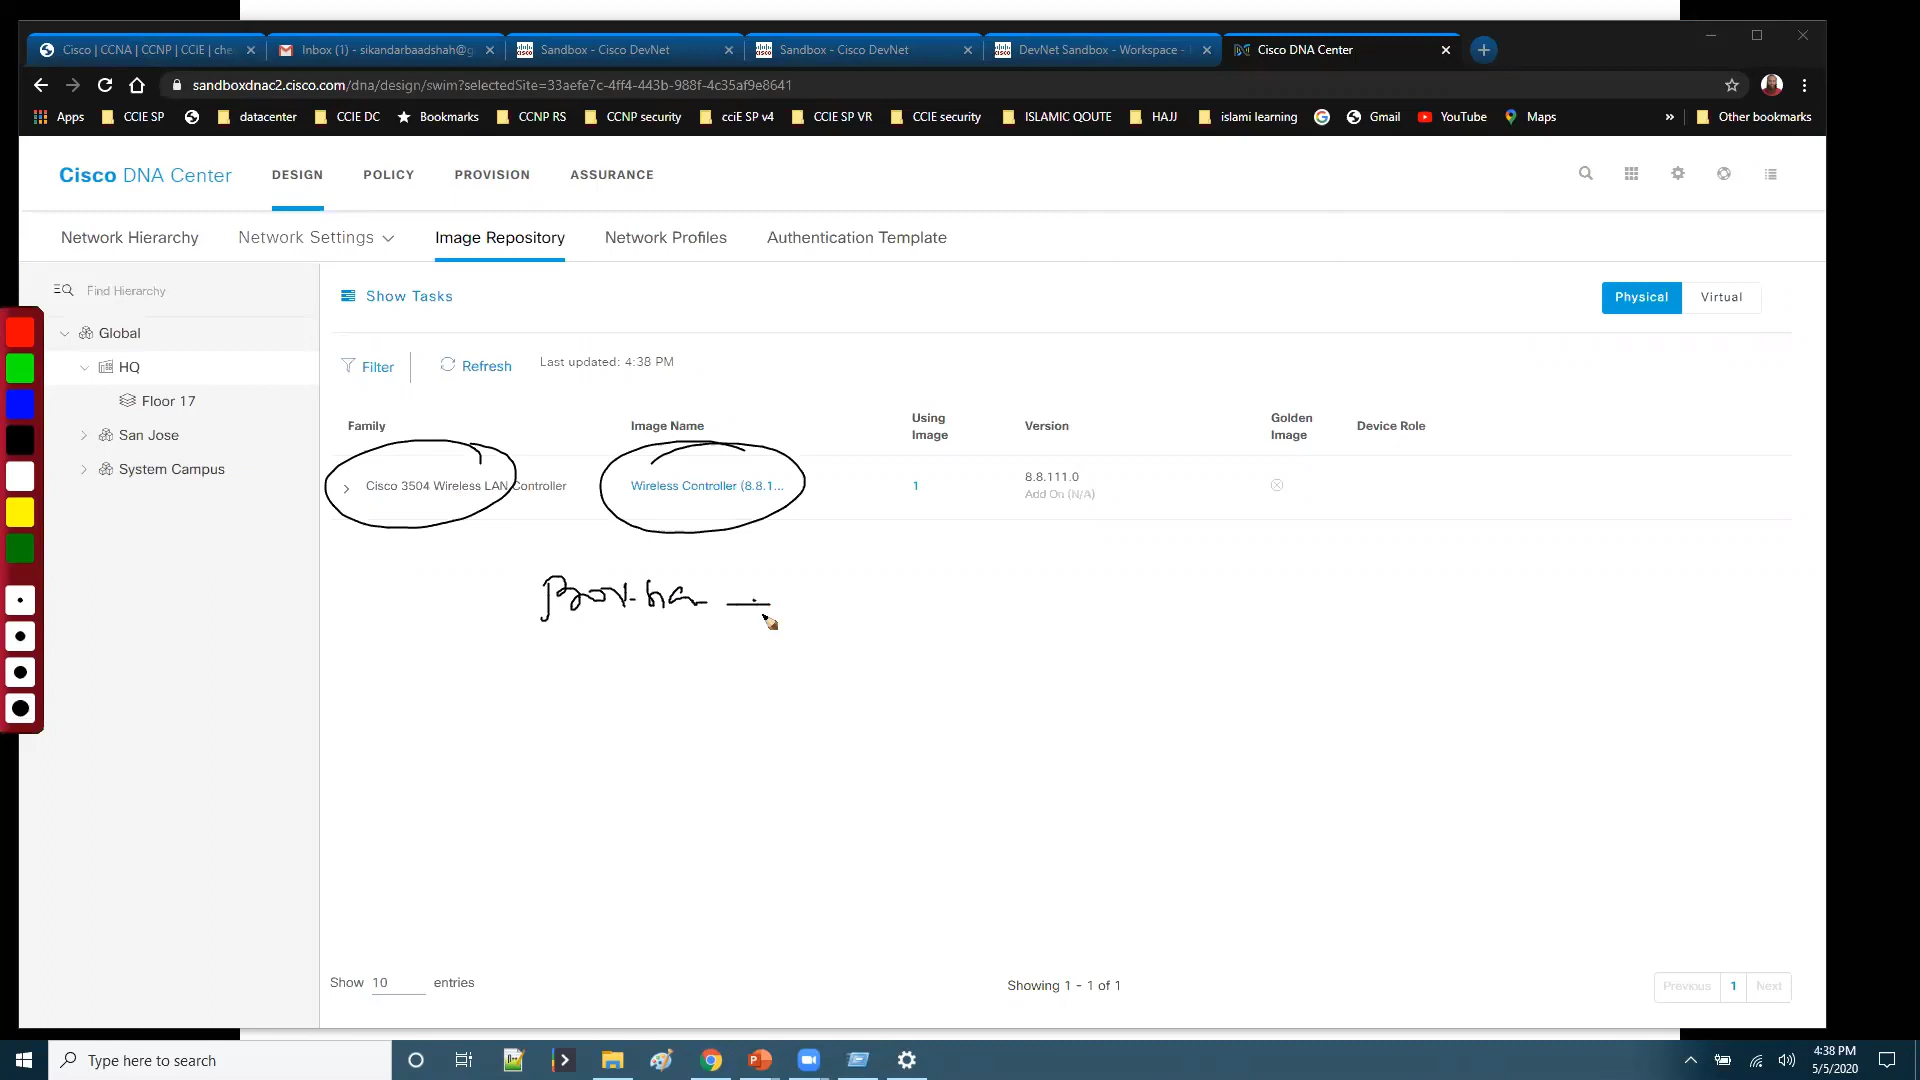 Cisco | CCNA | CCNP | CCIE | che
Inbox (1) - sikandarbaadshah@g
Sandbox - Cisco DevNet
Sandbox - Cisco DevNet
DevNet Sandbox - Workspace -
Cisco DNA Center
sandboxdnac2.cisco.com/dna/design/swim?selectedSite=33aefe7c-4ff4-443b-988f-4c35af9e8641
Apps CCIE SP datacenter CCIE DC Bookmarks CCNP RS CCNP security cciE SP v4 CCIE SP VR CCIE security ISLAMIC QOUTE HAJJ islami learning Gmail YouTube Maps » Other bookmarks
Cisco DNA Center DESIGN POLICY PROVISION ASSURANCE
Network Hierarchy Network Settings Image Repository Network Profiles Authentication Template
Find Hierarchy
Global
HQ
Floor 17
San Jose
System Campus
Show Tasks
Physical Virtual
Filter Refresh Last updated: 4:38 PM
Family Image Name Using Image Version Golden Image Device Role
Cisco 3504 Wireless LAN Controller Wireless Controller (8.8.1... 1 8.8.111.0
Add On (N/A)
Show 10 entries
Showing 1 - 1 of 1
Previous 1 Next
Type here to search
4:38 PM
5/5/2020